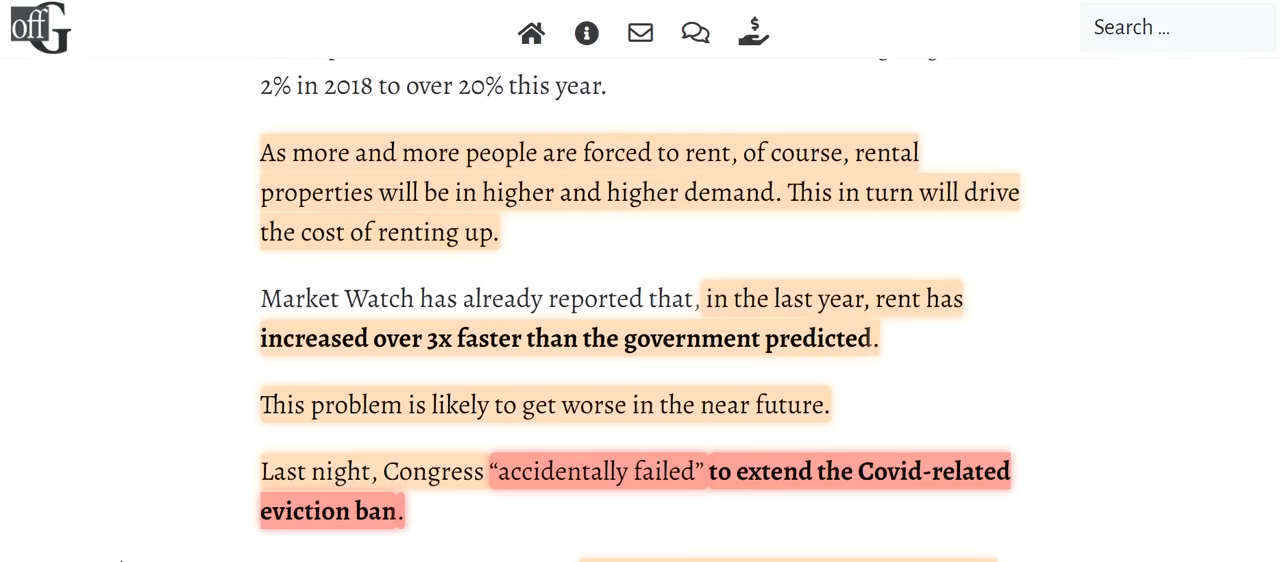 offG
Search ...
2% in 2018 to over 20% this year.
As more and more people are forced to rent, of course, rental
properties will be in higher and higher demand. This in turn will drive
the cost of renting up.
Market Watch has already reported that, in the last year, rent has
increased over 3x faster than the government predicted.
This problem is likely to get worse in the near future.
Last night, Congress “accidentally failed” to extend the Covid-related
eviction ban.